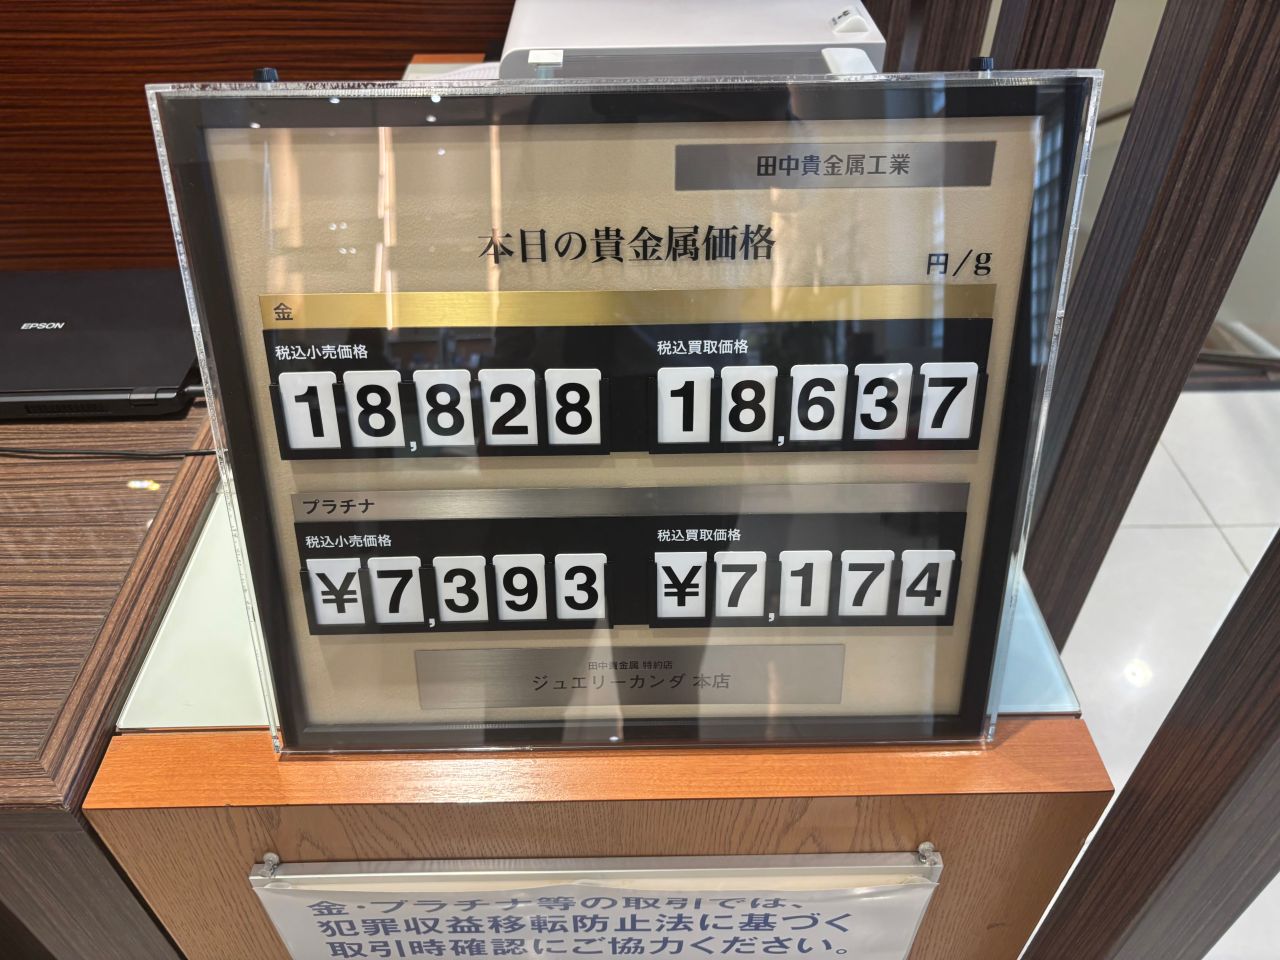 田中貴金属工業
本日の貴金属価格
円/g
金
税込小売価格
18,828
税込買取価格
18,637
プラチナ
税込小売価格
¥7,393
税込買取価格
¥7,174
田中貴金属 特約店
ジュエリーカンダ 本店
EPSON
金・プラチナ等の取引では、
犯罪収益移転防止法に基づく
取引時確認にご協力ください。